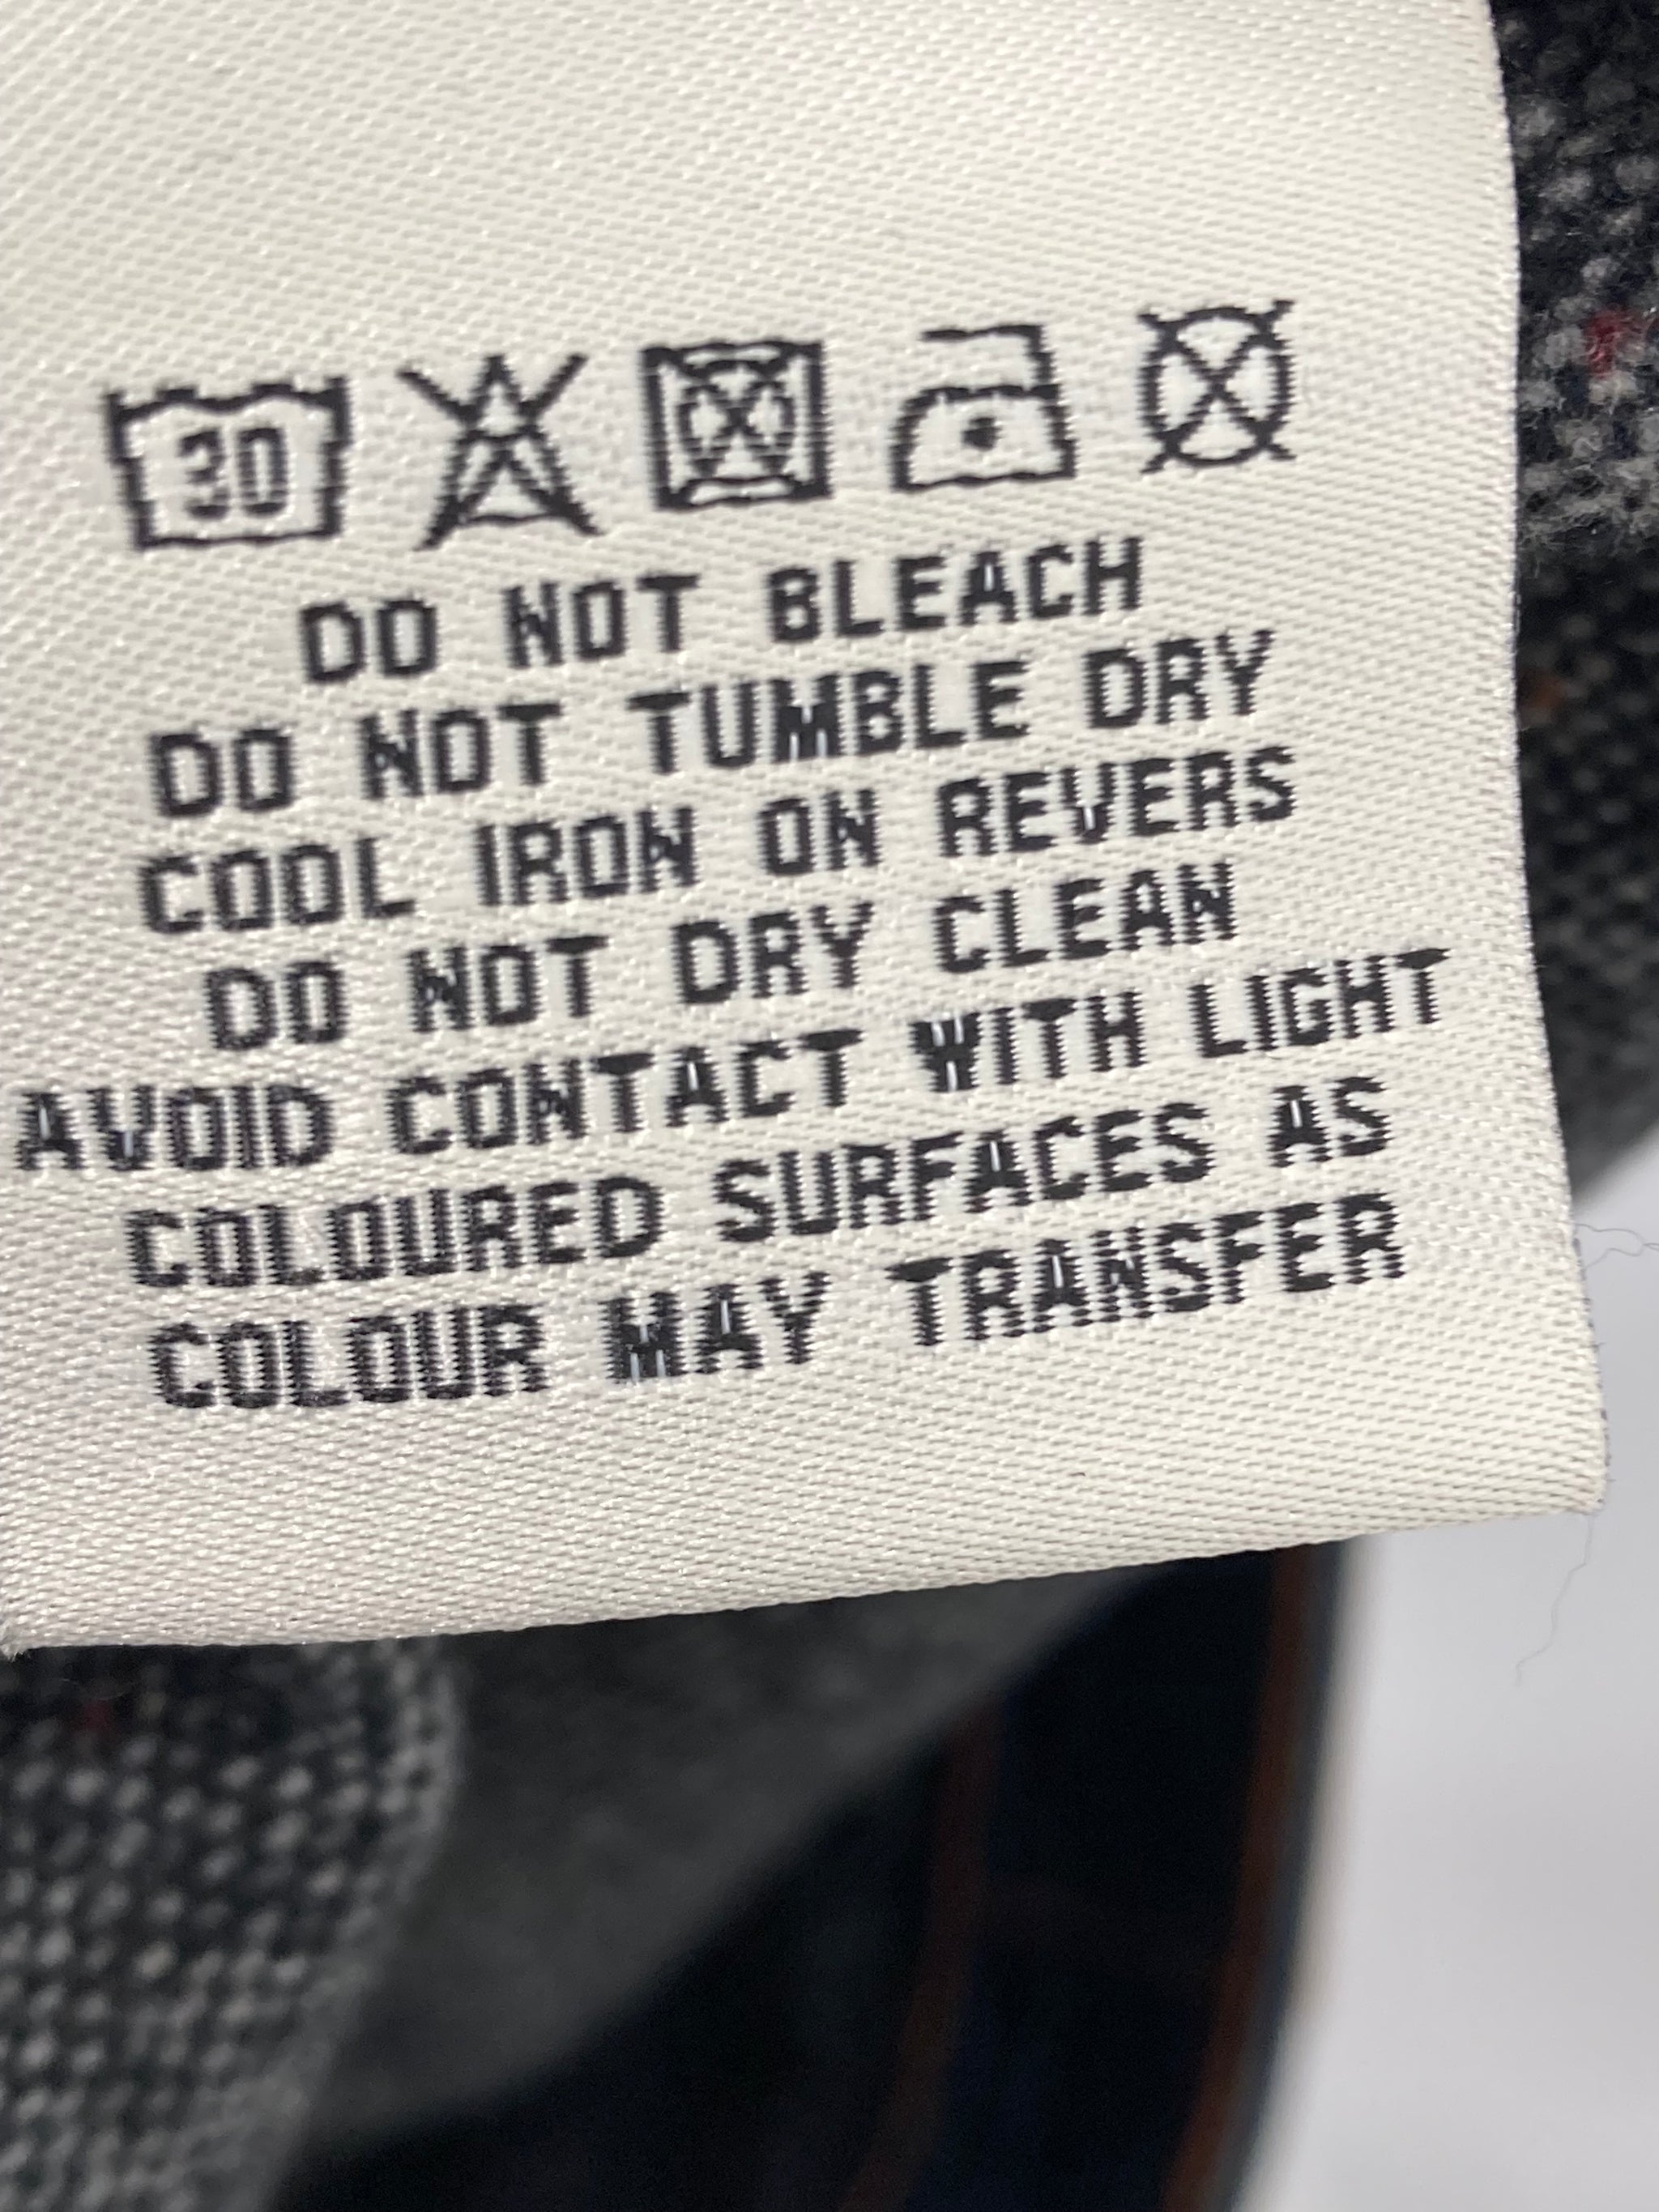 30
DO NOT BLEACH
DO NOT TUMBLE DRY
COOL IRON ON REVERS
DO NOT DRY CLEAN
AVOID CONTACT WITH LIGHT
COLOURED SURFACES AS
COLOUR MAY TRANSFER